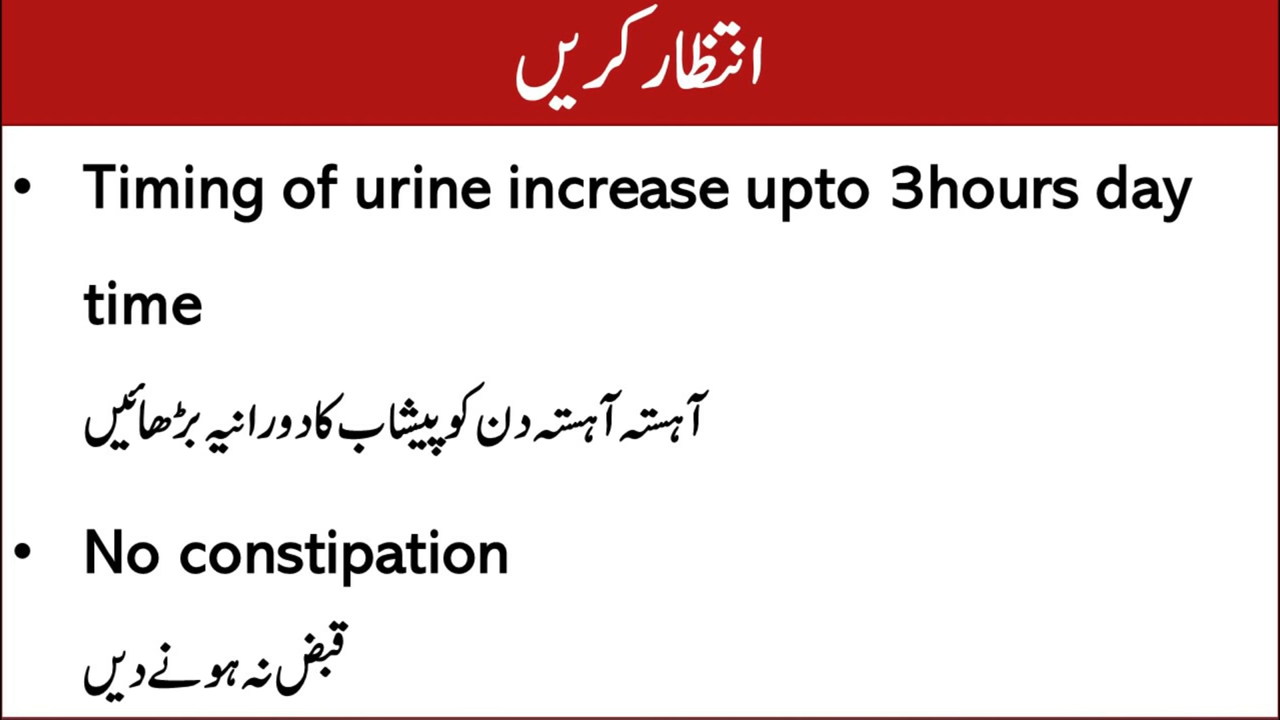 انتظار کریں
• Timing of urine increase upto 3hours day
time
آہستہ آہستہ دن کو پیشاب کا دورانیہ بڑھائیں
• No constipation
قبض نہ ہونے دیں